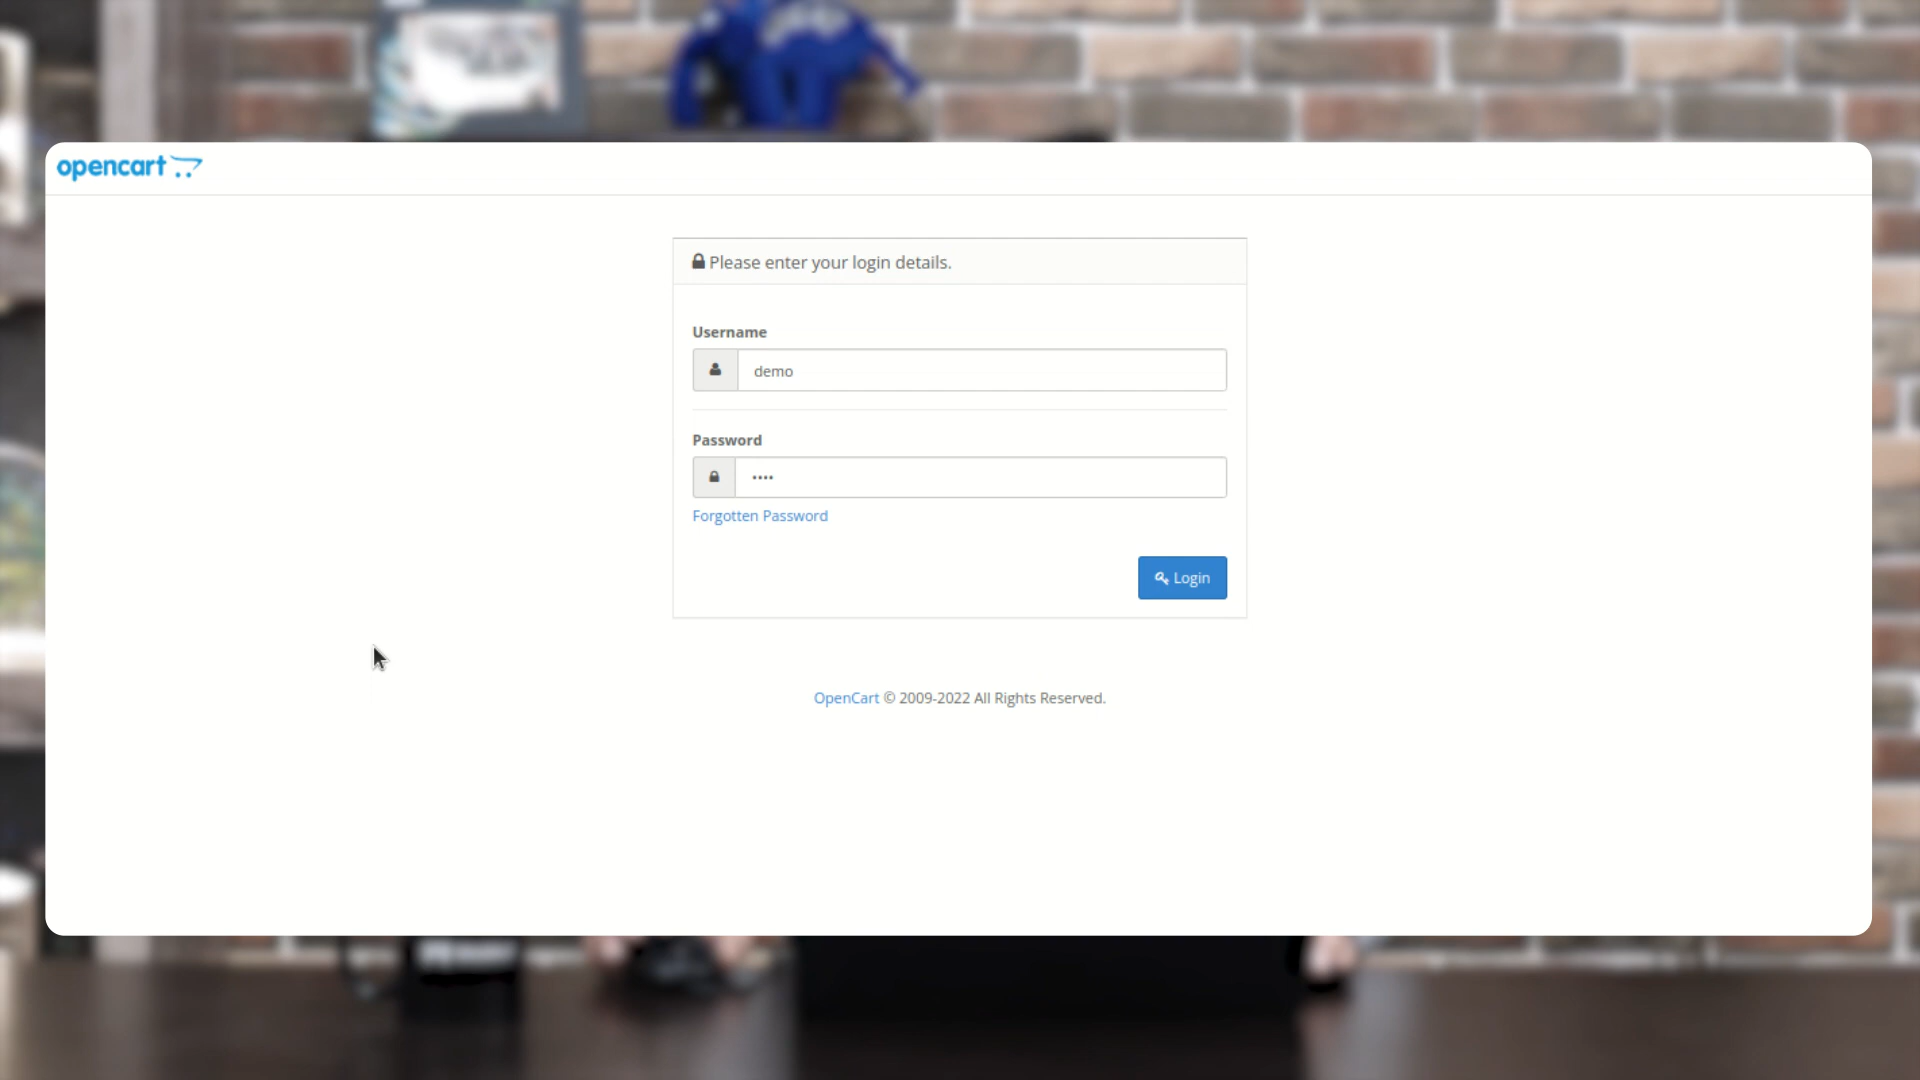 opencart
Please enter your login details.
Username
demo
Password
••••
Forgotten Password
Login
OpenCart © 2009-2022 All Rights Reserved.